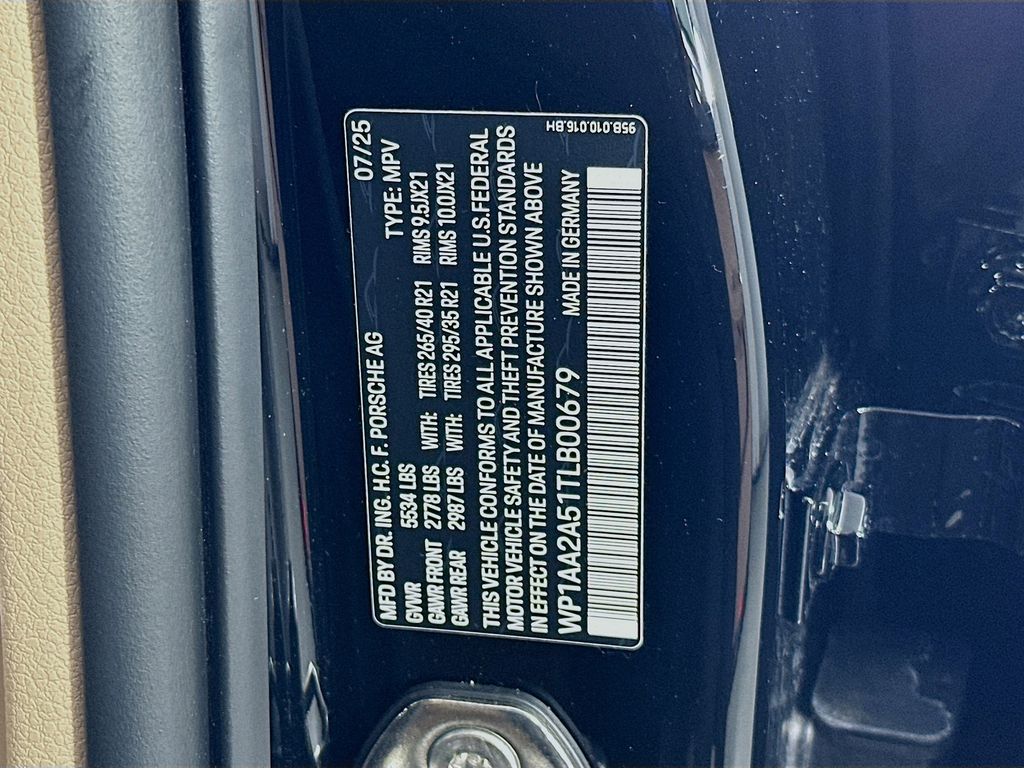 07/25
MFD BY DR. ING. H.C. F. PORSCHE AG TYPE: MPV
GVWR 5534 LBS
GAWR FRONT 2778 LBS WITH: TIRES 265/40 R21 RIMS 9.5JX21
GAWR REAR 2987 LBS WITH: TIRES 295/35 R21 RIMS 10.0JX21
THIS VEHICLE CONFORMS TO ALL APPLICABLE U.S. FEDERAL
MOTOR VEHICLE SAFETY AND THEFT PREVENTION STANDARDS
IN EFFECT ON THE DATE OF MANUFACTURE SHOWN ABOVE
WP1AA2A51TLB00679 MADE IN GERMANY
95B.010.016.BH